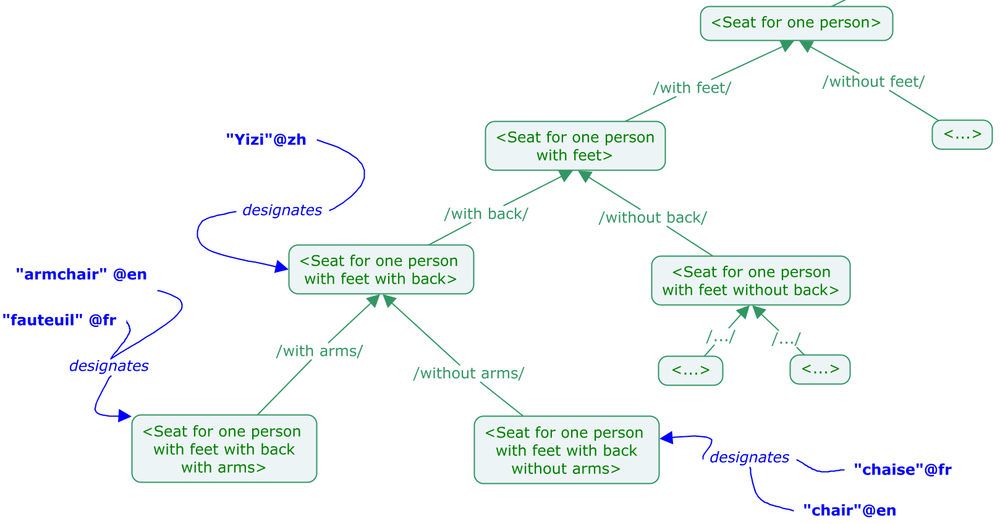 <Seat for one person>
/with feet/
/without feet/
<Seat for one person
with feet>
<...>
"Yizi"@zh
designates
/with back/
/without back/
<Seat for one person
with feet with back>
<Seat for one person
with feet without back>
"armchair" @en
"fauteuil" @fr
designates
/with arms/
/without arms/
/.../
/.../
<...>
<...>
<Seat for one person
with feet with back
with arms>
<Seat for one person
with feet with back
without arms>
designates
"chaise"@fr
"chair"@en